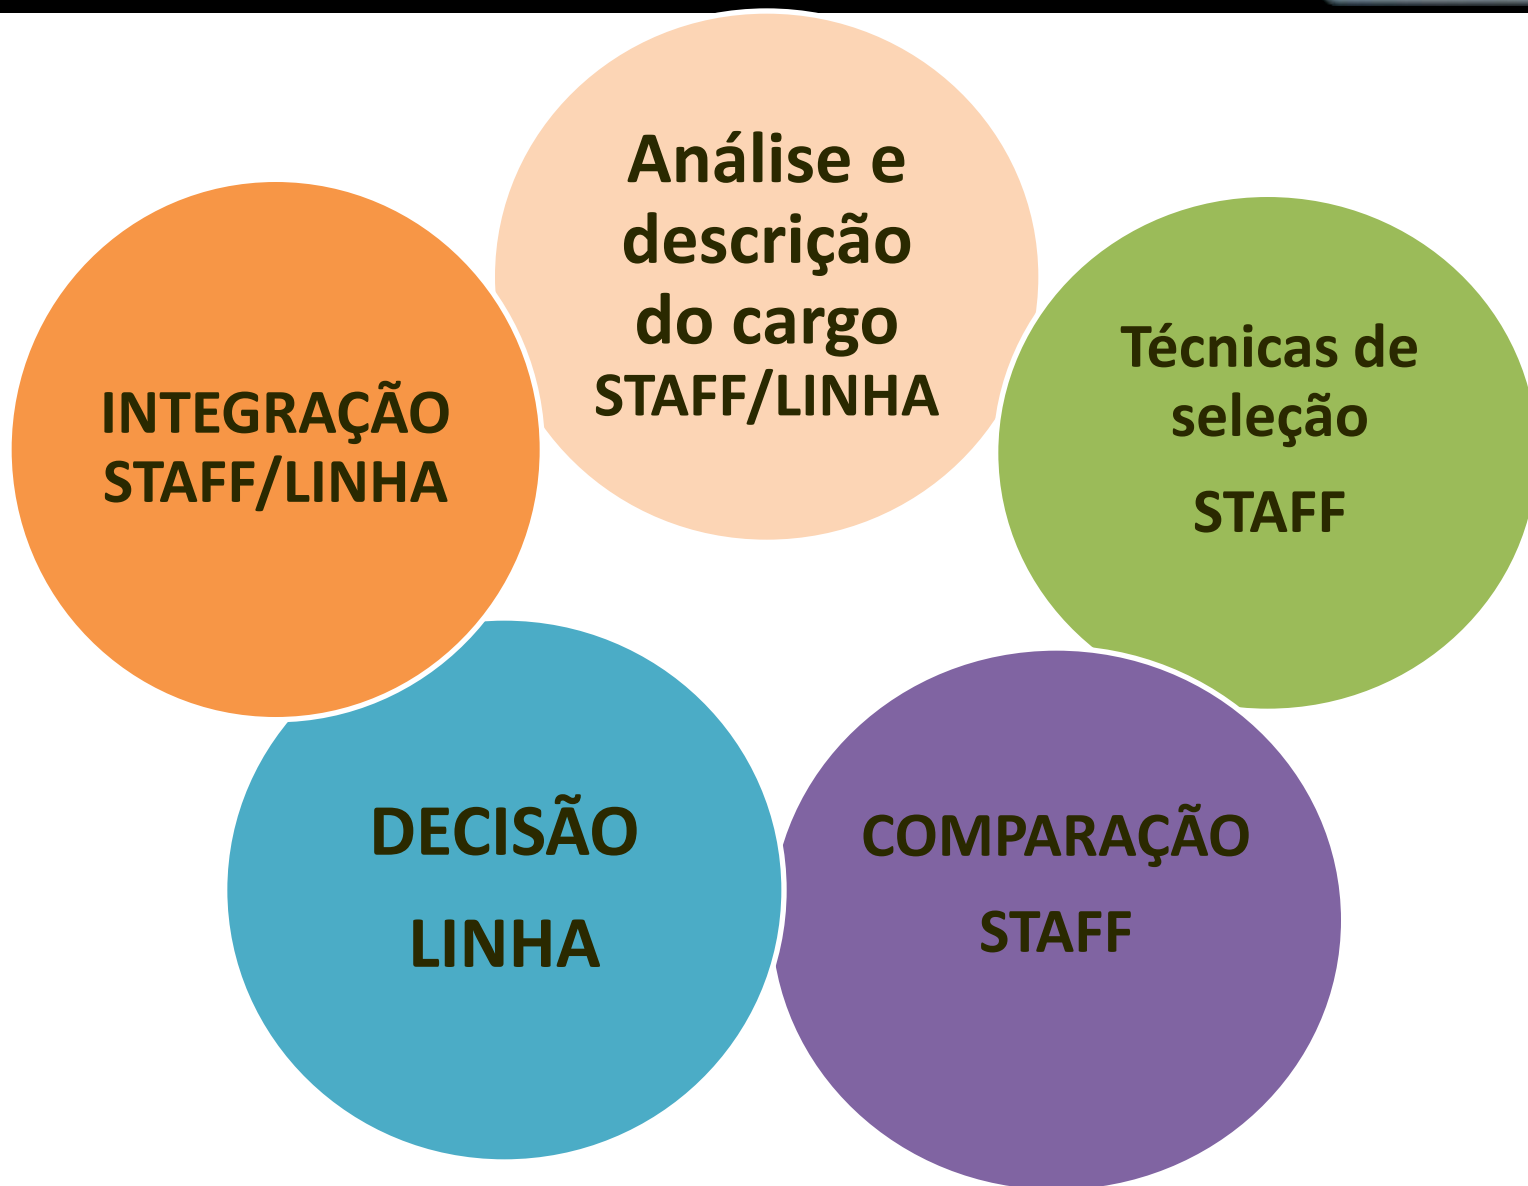 Análise e
descrição
do cargo
STAFF/LINHA
Técnicas de
seleção
STAFF
COMPARAÇÃO
STAFF
DECISÃO
LINHA
INTEGRAÇÃO
STAFF/LINHA